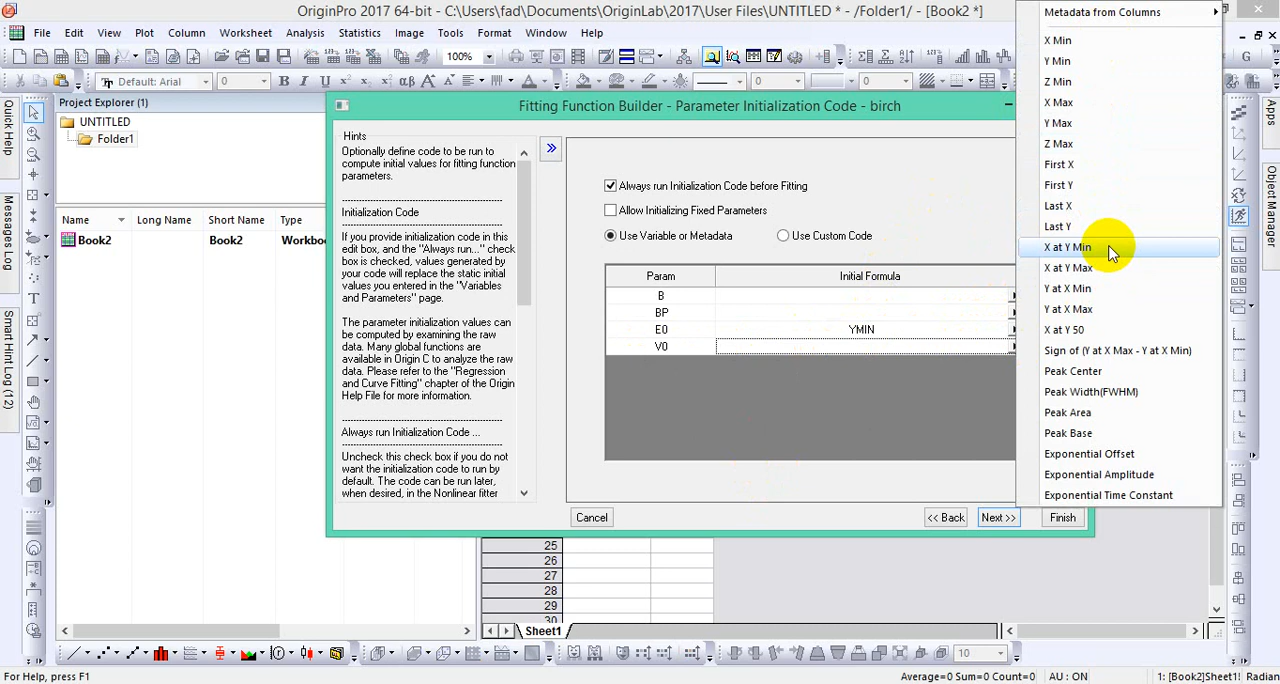 OriginPro 2017 64-bit - C:\Users\fad\Documents\OriginLab\2017\User Files\UNTITLED * - /Folder1/ - [Book2 *]
File Edit View Plot Column Worksheet Analysis Statistics Image Tools Format Window Help
100%
Default: Arial 0 B I U
0 0
Project Explorer (1)
UNTITLED
Folder1
Name Long Name Short Name Type
Book2 Book2 Workbo
Quick Help
Messages Log
Smart Hint Log (12)
Apps
Object Manager
Fitting Function Builder - Parameter Initialization Code - birch
Hints
Optionally define code to be run to
compute initial values for fitting function
parameters.
Initialization Code
If you provide initialization code in this
edit box, and the "Always run..." check
box is checked, values generated by
your code will replace the static initial
values you entered in the "Variables
and Parameters" page.
The parameter initialization values can
be computed by examining the raw
data. Many global functions are
available in Origin C to analyze the raw
data. Please refer to the "Regression
and Curve Fitting" chapter of the Origin
Help File for more information.
Always run Initialization Code ...
Uncheck this check box if you do not
want the initialization code to run by
default. The code can be run later,
when desired, in the Nonlinear fitter
Always run Initialization Code before Fitting
Allow Initializing Fixed Parameters
Use Variable or Metadata Use Custom Code
Param Initial Formula
B
BP
E0 YMIN
V0
Cancel << Back Next >> Finish
Metadata from Columns
X Min
Y Min
Z Min
X Max
Y Max
Z Max
First X
First Y
Last X
Last Y
X at Y Min
X at Y Max
Y at X Min
Y at X Max
X at Y 50
Sign of (Y at X Max - Y at X Min)
Peak Center
Peak Width(FWHM)
Peak Area
Peak Base
Exponential Offset
Exponential Amplitude
Exponential Time Constant
25
26
27
28
29
30
Sheet1
10
For Help, press F1
Average=0 Sum=0 Count=0 AU : ON 1: [Book2]Sheet1! Radian